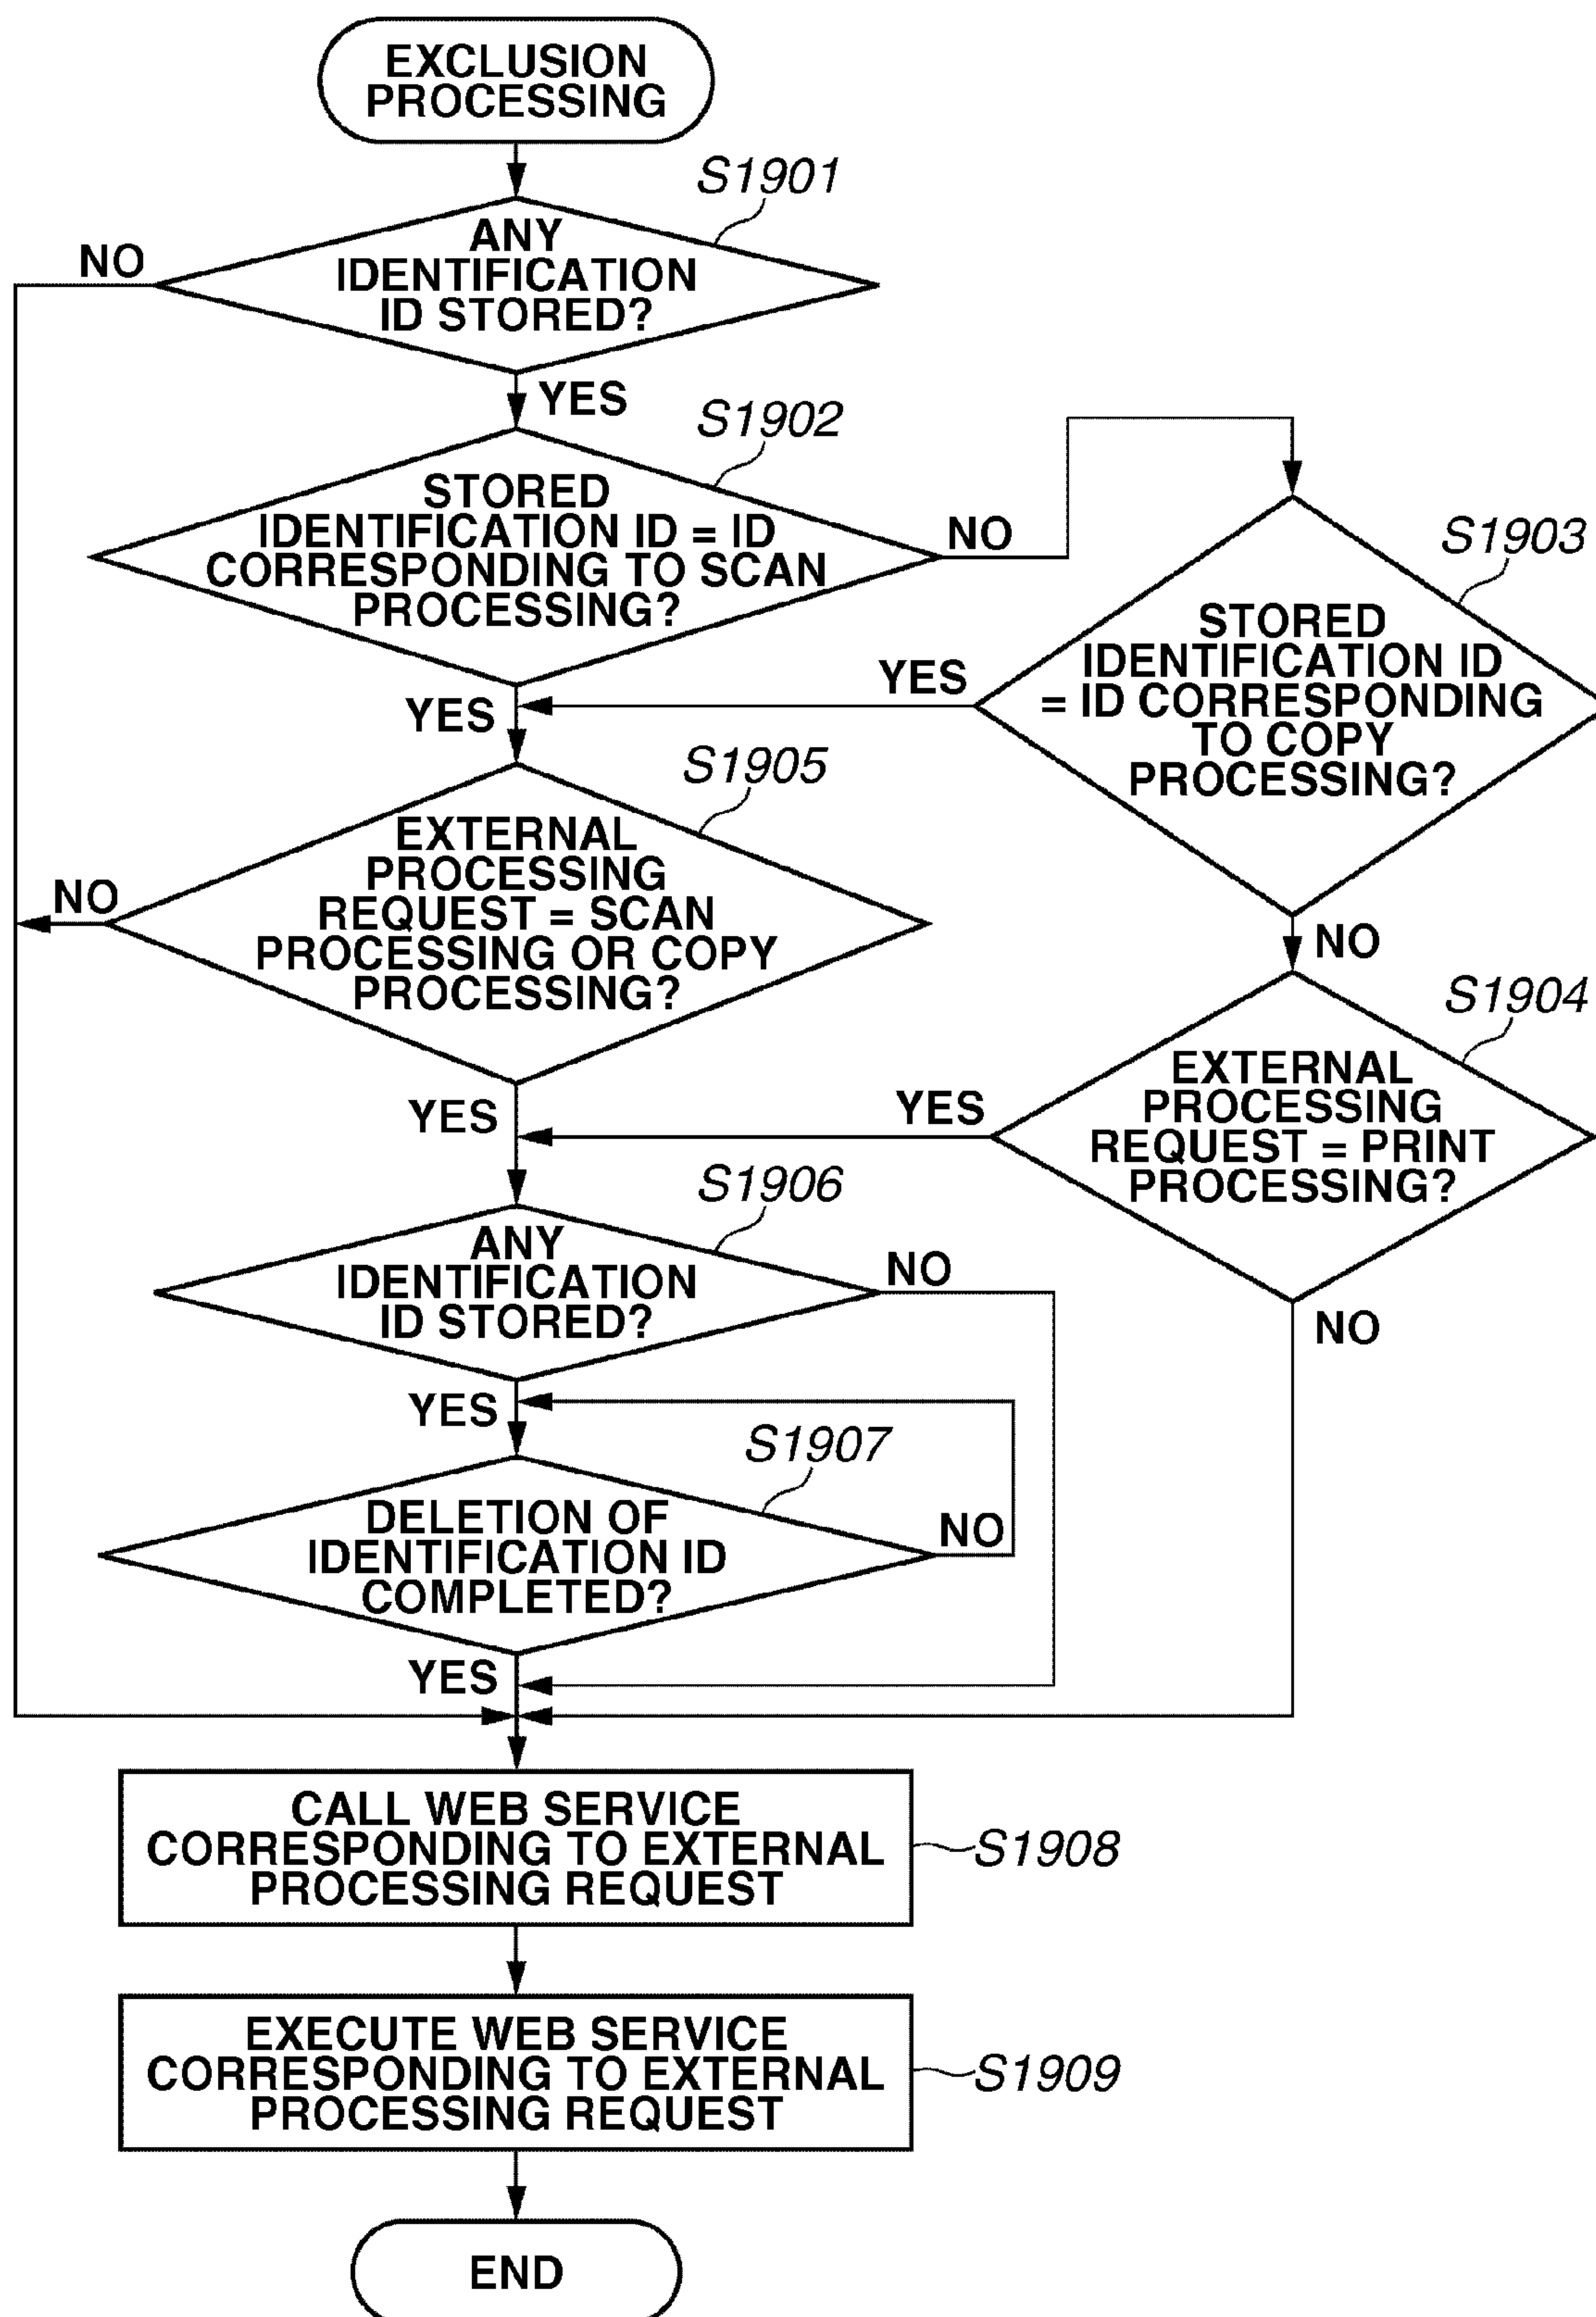 EXCLUSION
PROCESSING
S1901
ANY
IDENTIFICATION
ID STORED?
NO
YES
S1902
STORED
IDENTIFICATION ID = ID
CORRESPONDING TO SCAN
PROCESSING?
NO
YES
S1903
STORED
IDENTIFICATION ID
= ID CORRESPONDING
TO COPY
PROCESSING?
YES
NO
S1905
EXTERNAL
PROCESSING
REQUEST = SCAN
PROCESSING OR COPY
PROCESSING?
NO
YES
S1904
EXTERNAL
PROCESSING
REQUEST = PRINT
PROCESSING?
YES
NO
S1906
ANY
IDENTIFICATION
ID STORED?
NO
YES
S1907
DELETION OF
IDENTIFICATION ID
COMPLETED?
NO
YES
CALL WEB SERVICE
CORRESPONDING TO EXTERNAL
PROCESSING REQUEST
S1908
EXECUTE WEB SERVICE
CORRESPONDING TO EXTERNAL
PROCESSING REQUEST
S1909
END